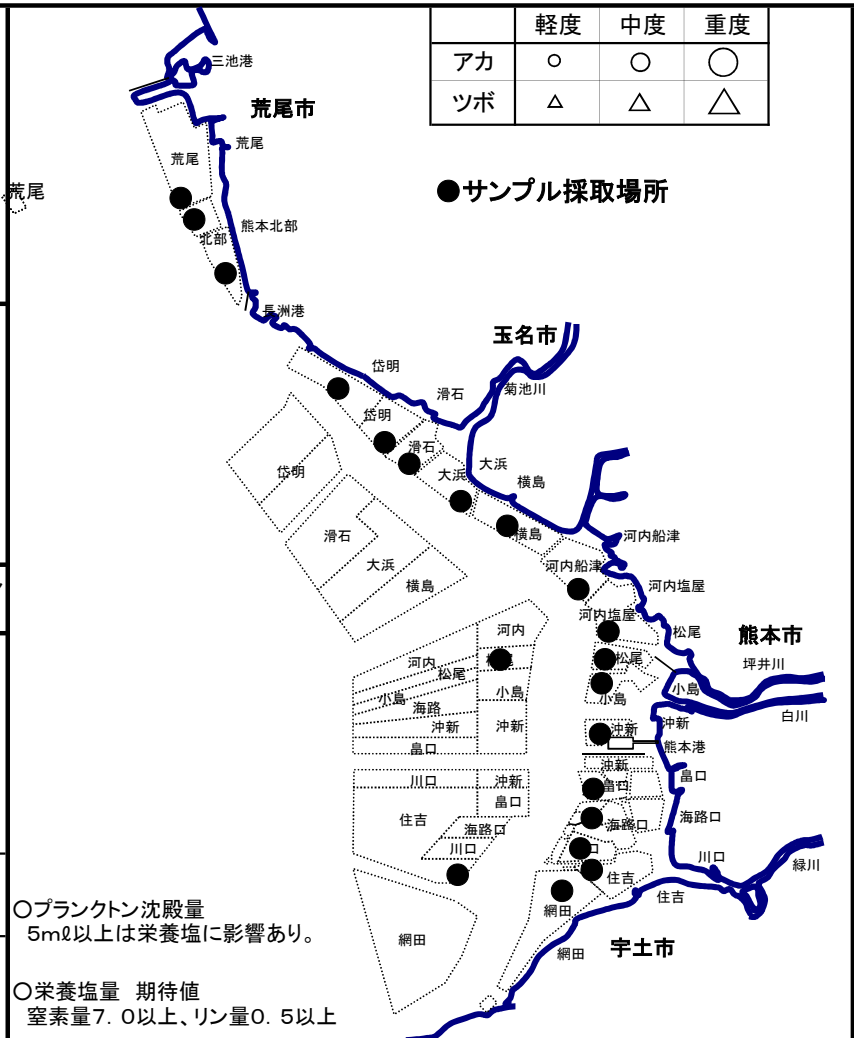 軽度 中度 重度
アカ
ツボ
三池港
荒尾市
荒尾
荒尾
荒尾
●サンプル採取場所
熊本北部
北部
長洲港
玉名市
岱明
滑石
菊池川
岱明
滑石
大浜
大浜
横島
岱明
横島
滑石
大浜
横島
河内船津
河内船津
河内塩屋
河内塩屋
松尾
熊本市
坪井川
河内
河内
松尾
松尾
小島
小島
小島
小島
白川
海路
沖新
沖新
沖新
沖新
熊本港
畠口
沖新
畠口
畠口
川口
沖新
畠口
住吉
海路口
海路口
海路口
川口
口
川口
緑川
住吉
住吉
網田
網田
網田
宇土市
○プランクトン沈殿量
5mℓ以上は栄養塩に影響あり。
○栄養塩量 期待値
窒素量7．0以上、リン量0．5以上